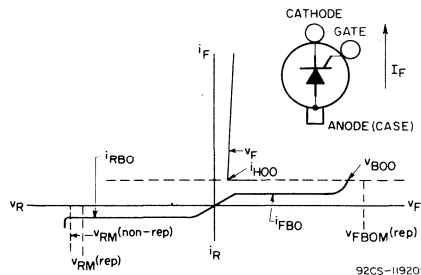 CATHODE
GATE
iF
IF
ANODE (CASE)
vF
iHOO
vBOO
iRBO
vR
vF
iFBO
vRM(non-rep)
vFBOM(rep)
vRM(rep)
iR
92CS-11920